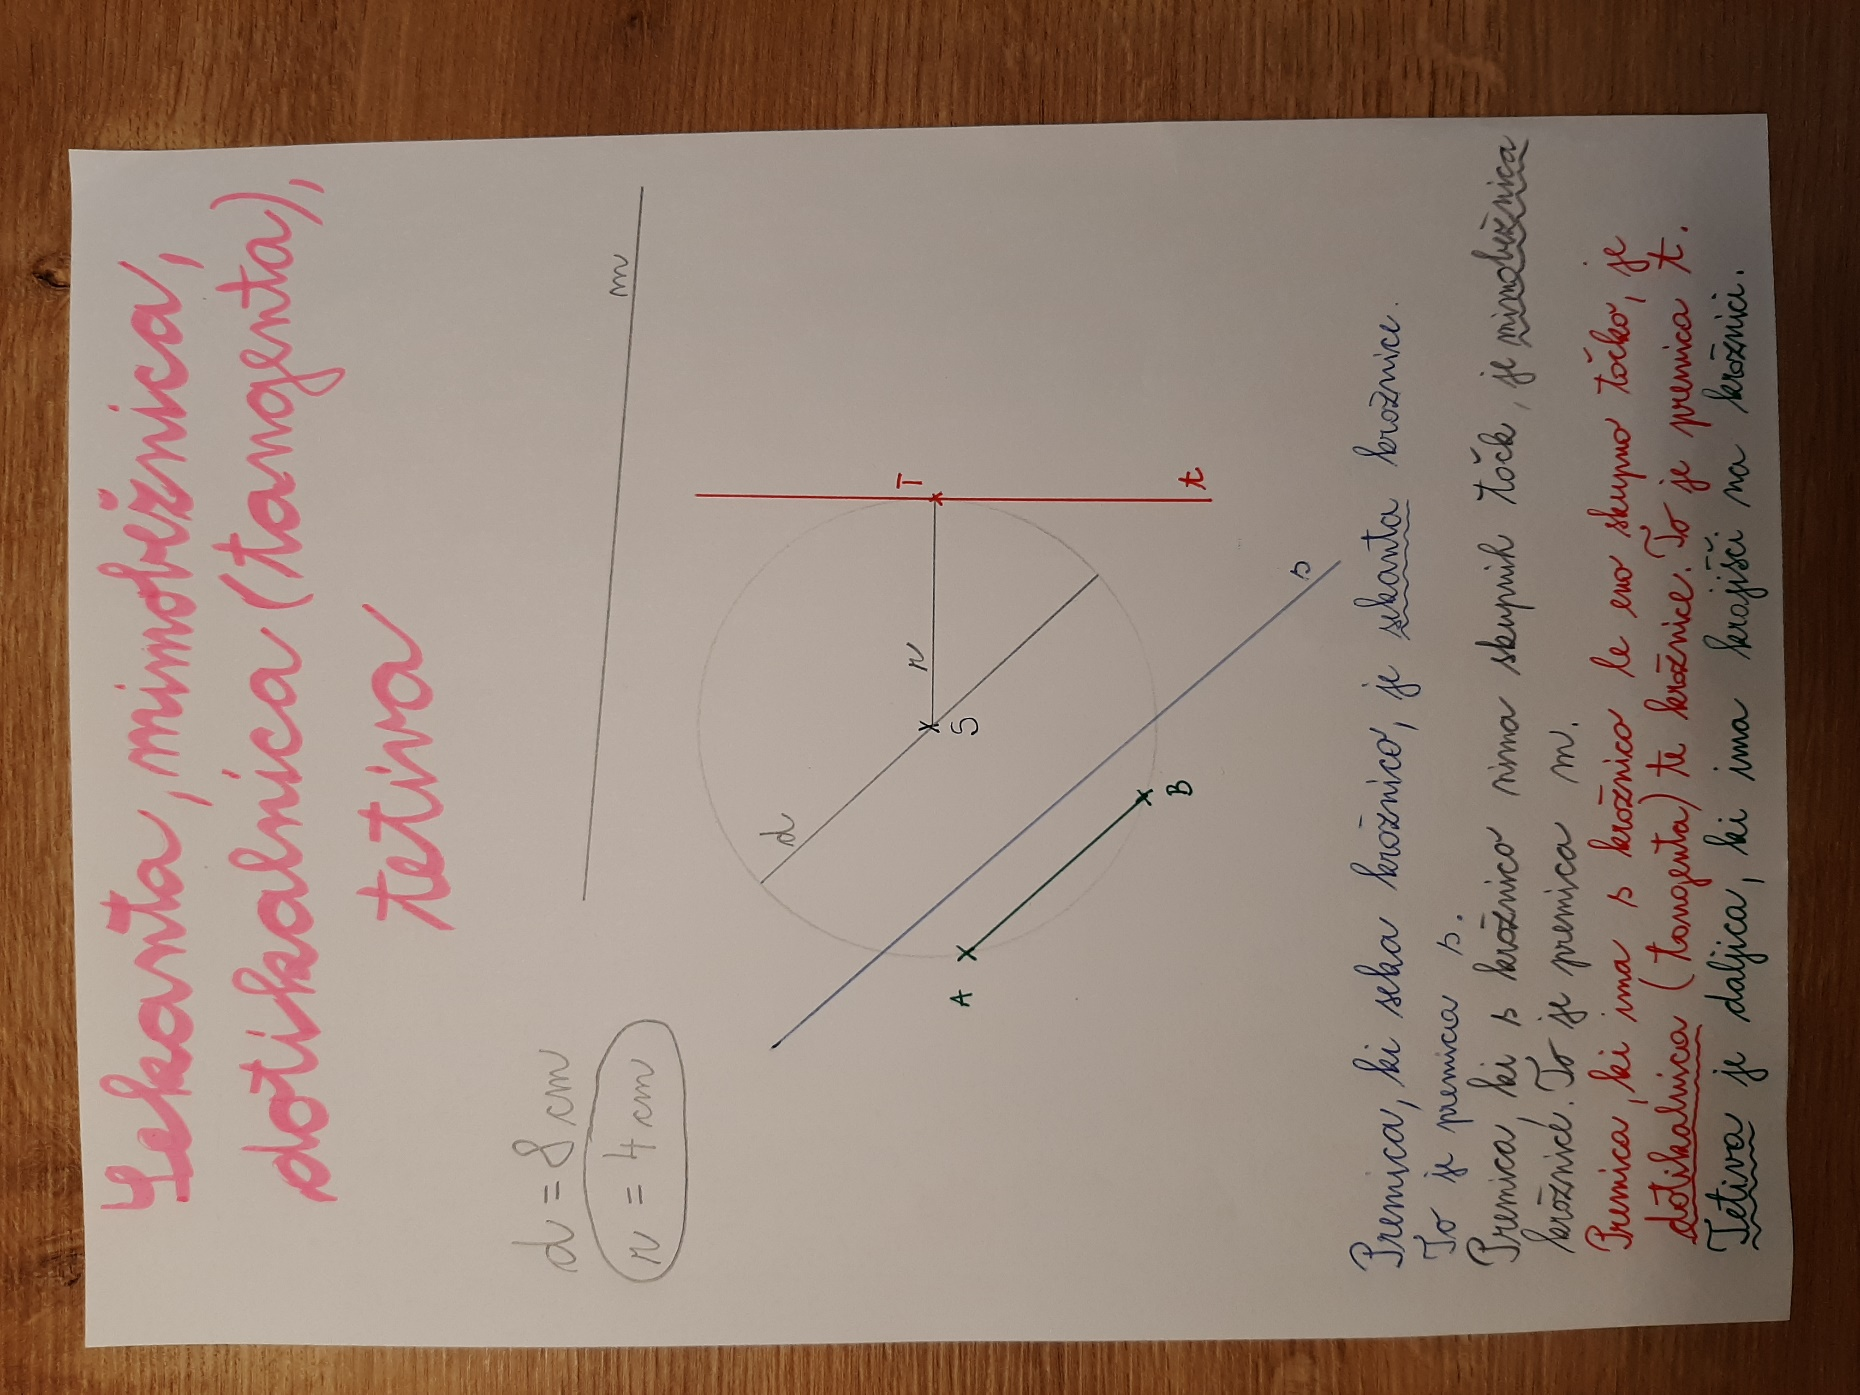 Sekanta, mimobežnica,
dotikalnica (tangenta),
tetiva
d = 8 cm
r = 4 cm
m
d
r
S
T
t
A
B
s
Premica, ki seka krožnico, je sekanta krožnice.
To je premica s.
Premica, ki s krožnico nima skupnih točk, je mimobežnica
krožnice. To je premica m.
Premica, ki ima s krožnico le eno skupno točko, je
dotikalnica (tangenta) te krožnice. To je premica t.
Tetiva je daljica, ki ima krajišči na krožnici.